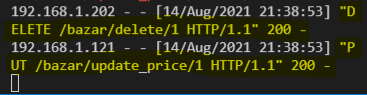 192.168.1.202 - - [14/Aug/2021 21:38:53] "D
ELETE /bazar/delete/1 HTTP/1.1" 200 -
192.168.1.121 - - [14/Aug/2021 21:38:53] "P
UT /bazar/update_price/1 HTTP/1.1" 200 -